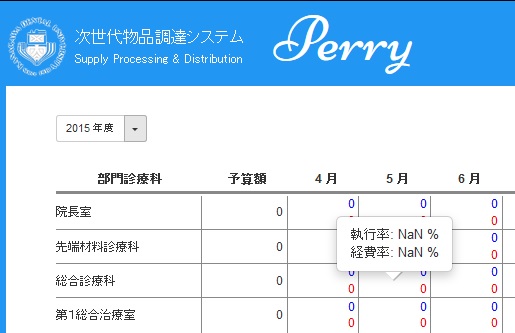 次世代物品調達システム
Supply Processing & Distribution
Perry
2015 年度
部門診療科 予算額 4 月 5 月 6 月
院長室 0 0 0 0
0 0 0
先端材料診療科 0 0
0
執行率: NaN %
経費率: NaN %
総合診療科 0 0 0 0
0 0 0
第1総合治療室 0 0 0 0
0 0 0